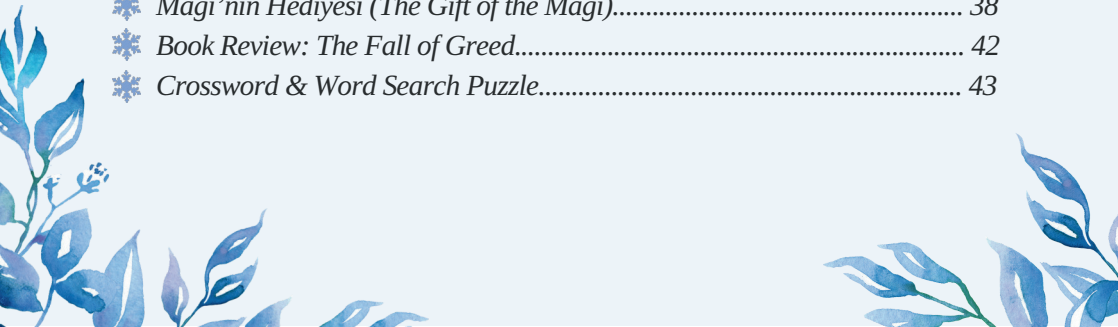 Magi'nin Hediyesi (The Gift of the Magi)................................................. 38
Book Review: The Fall of Greed............................................................... 42
Crossword & Word Search Puzzle........................................................... 43